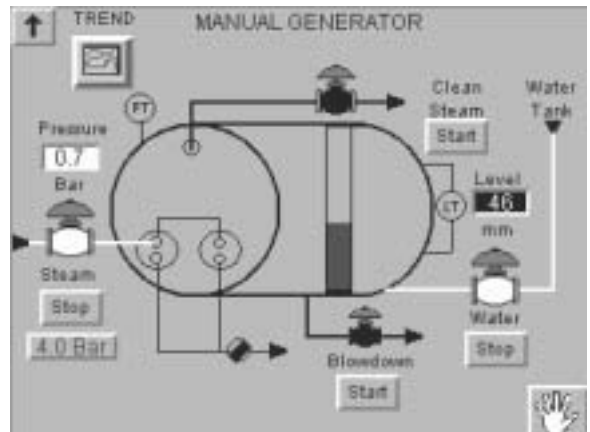 TREND
MANUAL GENERATOR
Clean
Steam
Start
Water
Tank
Pressure
0.7
Bar
Level
46
mm
LT
Steam
Stop
4.0 Bar
Blowdown
Start
Water
Stop